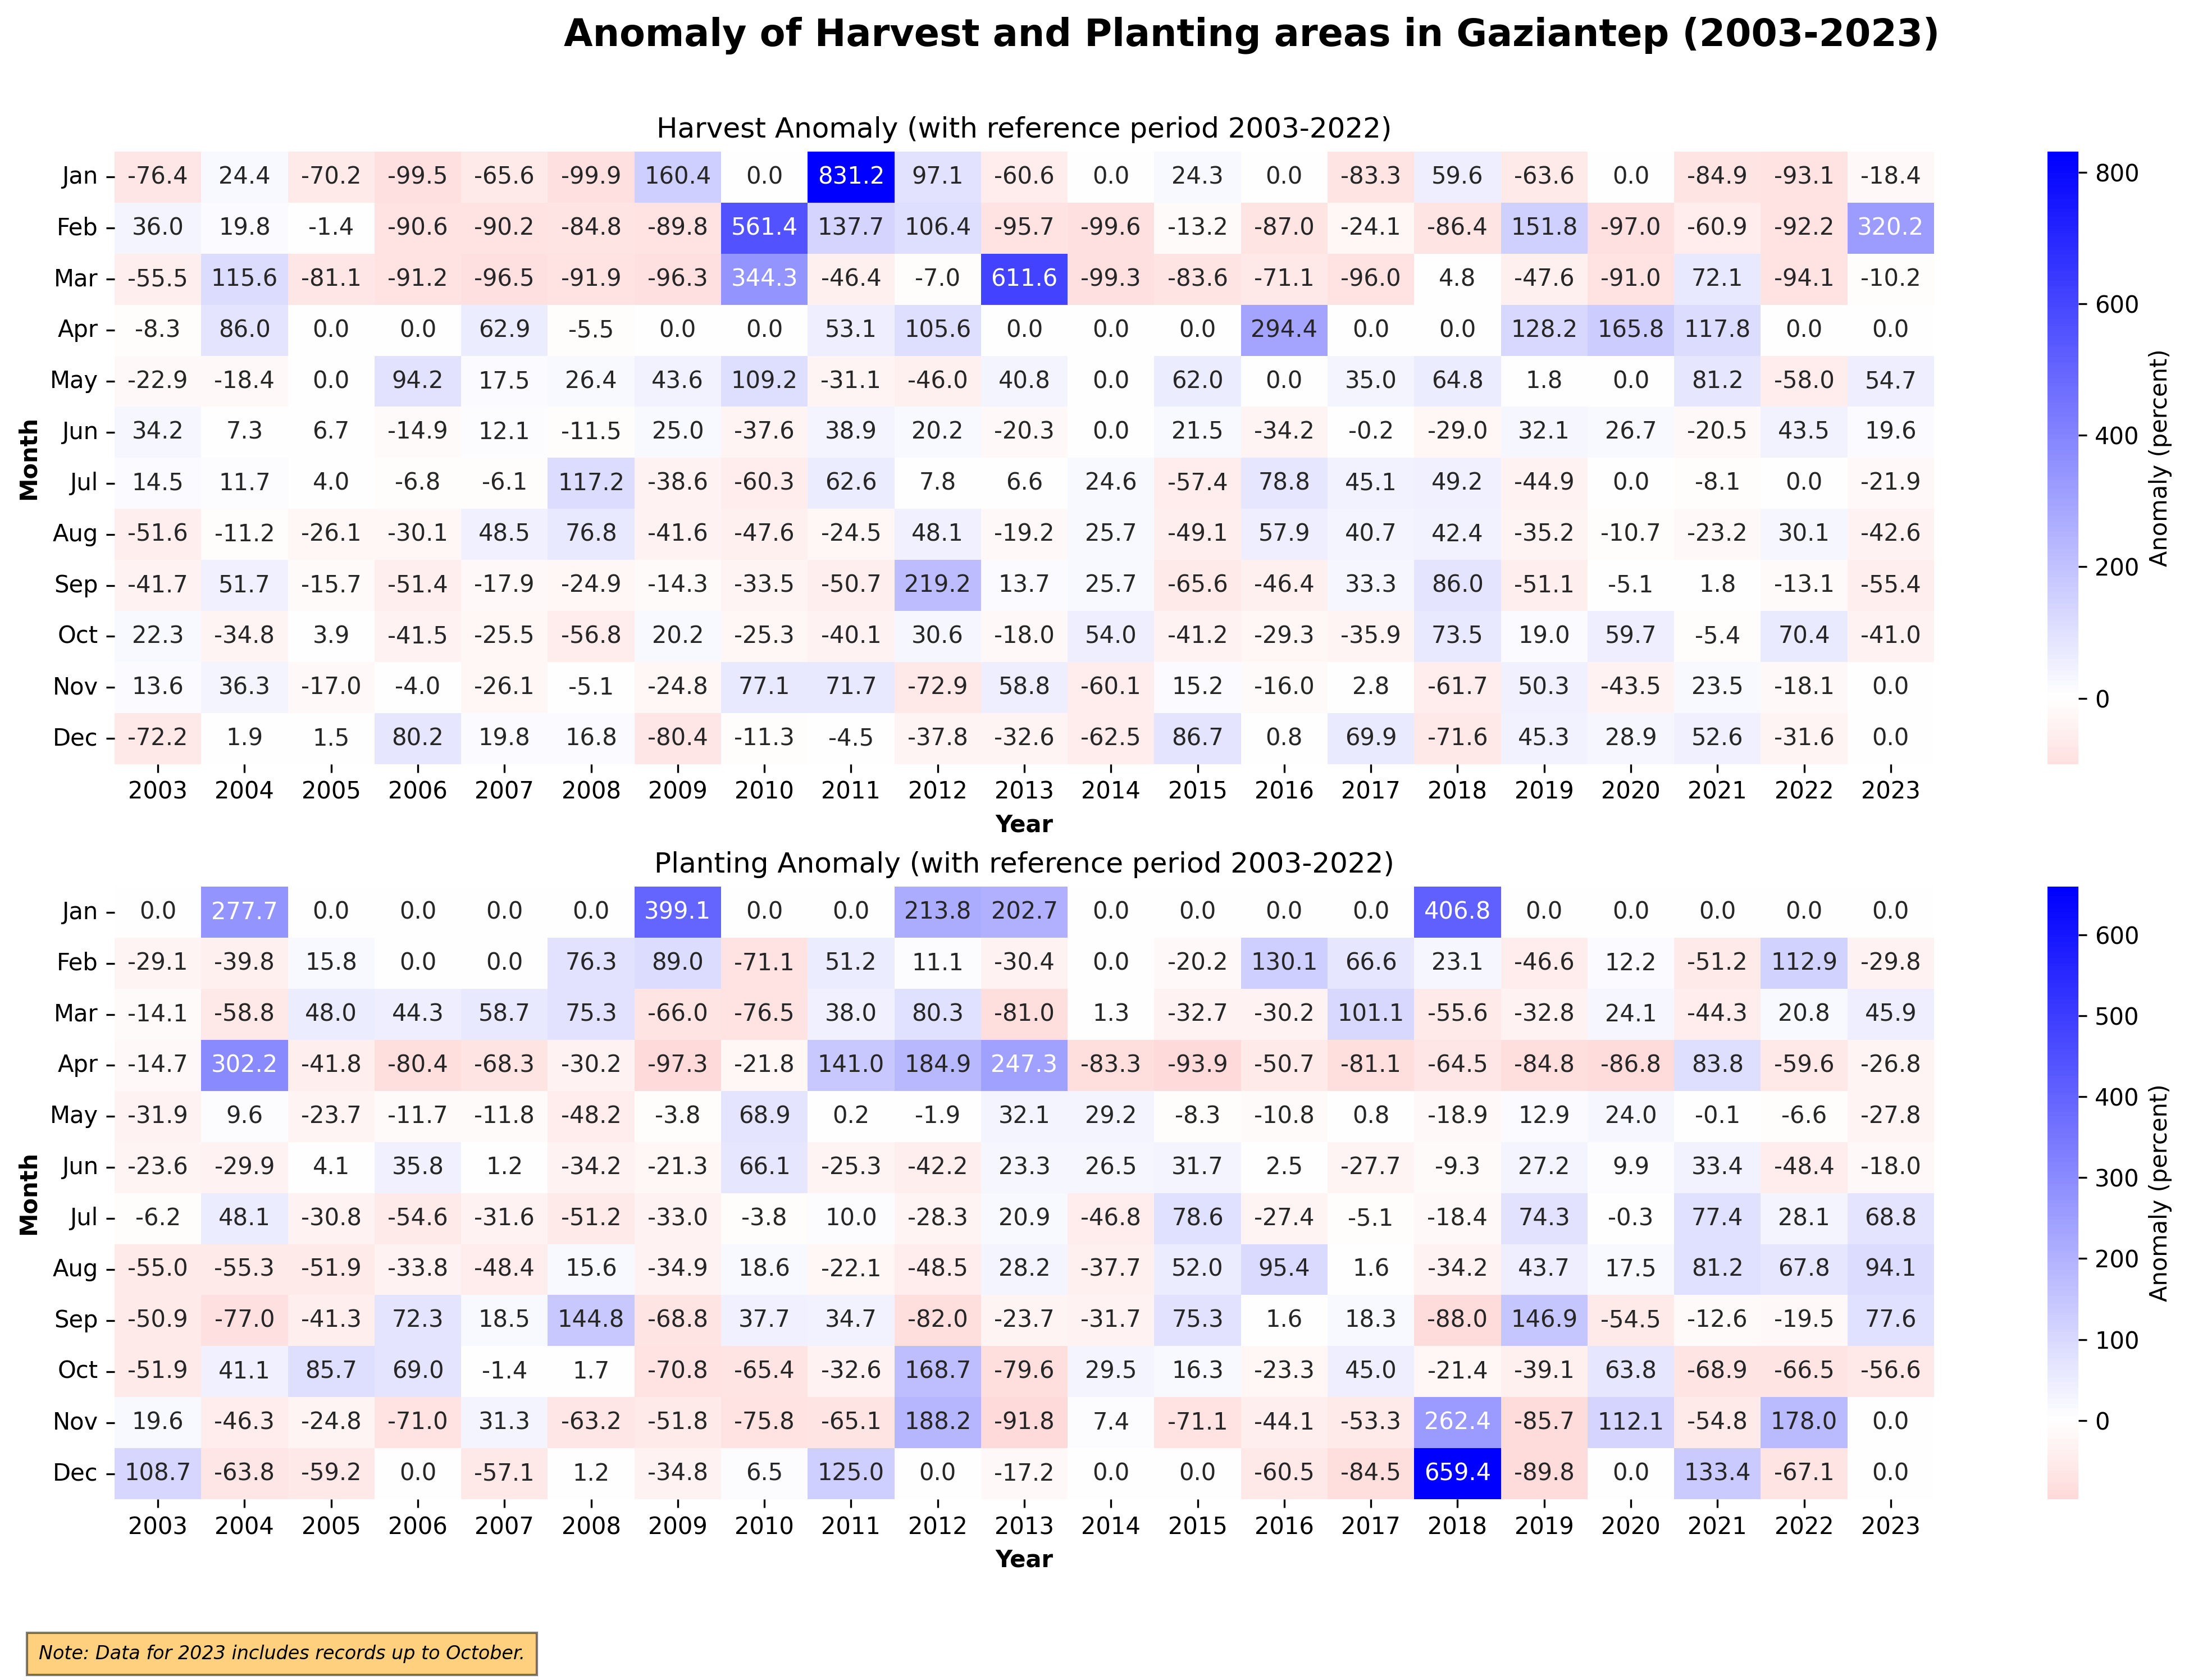 Anomaly of Harvest and Planting areas in Gaziantep (2003-2023)
Harvest Anomaly (with reference period 2003-2022)
Month
Jan -76.4 24.4 -70.2 -99.5 -65.6 -99.9 160.4 0.0 831.2 97.1 -60.6 0.0 24.3 0.0 -83.3 59.6 -63.6 0.0 -84.9 -93.1 -18.4
Feb 36.0 19.8 -1.4 -90.6 -90.2 -84.8 -89.8 561.4 137.7 106.4 -95.7 -99.6 -13.2 -87.0 -24.1 -86.4 151.8 -97.0 -60.9 -92.2 320.2
Mar -55.5 115.6 -81.1 -91.2 -96.5 -91.9 -96.3 344.3 -46.4 -7.0 611.6 -99.3 -83.6 -71.1 -96.0 4.8 -47.6 -91.0 72.1 -94.1 -10.2
Apr -8.3 86.0 0.0 0.0 62.9 -5.5 0.0 0.0 53.1 105.6 0.0 0.0 0.0 294.4 0.0 0.0 128.2 165.8 117.8 0.0 0.0
May -22.9 -18.4 0.0 94.2 17.5 26.4 43.6 109.2 -31.1 -46.0 40.8 0.0 62.0 0.0 35.0 64.8 1.8 0.0 81.2 -58.0 54.7
Jun 34.2 7.3 6.7 -14.9 12.1 -11.5 25.0 -37.6 38.9 20.2 -20.3 0.0 21.5 -34.2 -0.2 -29.0 32.1 26.7 -20.5 43.5 19.6
Jul 14.5 11.7 4.0 -6.8 -6.1 117.2 -38.6 -60.3 62.6 7.8 6.6 24.6 -57.4 78.8 45.1 49.2 -44.9 0.0 -8.1 0.0 -21.9
Aug -51.6 -11.2 -26.1 -30.1 48.5 76.8 -41.6 -47.6 -24.5 48.1 -19.2 25.7 -49.1 57.9 40.7 42.4 -35.2 -10.7 -23.2 30.1 -42.6
Sep -41.7 51.7 -15.7 -51.4 -17.9 -24.9 -14.3 -33.5 -50.7 219.2 13.7 25.7 -65.6 -46.4 33.3 86.0 -51.1 -5.1 1.8 -13.1 -55.4
Oct 22.3 -34.8 3.9 -41.5 -25.5 -56.8 20.2 -25.3 -40.1 30.6 -18.0 54.0 -41.2 -29.3 -35.9 73.5 19.0 59.7 -5.4 70.4 -41.0
Nov 13.6 36.3 -17.0 -4.0 -26.1 -5.1 -24.8 77.1 71.7 -72.9 58.8 -60.1 15.2 -16.0 2.8 -61.7 50.3 -43.5 23.5 -18.1 0.0
Dec -72.2 1.9 1.5 80.2 19.8 16.8 -80.4 -11.3 -4.5 -37.8 -32.6 -62.5 86.7 0.8 69.9 -71.6 45.3 28.9 52.6 -31.6 0.0
2003 2004 2005 2006 2007 2008 2009 2010 2011 2012 2013 2014 2015 2016 2017 2018 2019 2020 2021 2022 2023
Year
800
600
400
200
0
Anomaly (percent)
Planting Anomaly (with reference period 2003-2022)
Month
Jan 0.0 277.7 0.0 0.0 0.0 0.0 399.1 0.0 0.0 213.8 202.7 0.0 0.0 0.0 0.0 406.8 0.0 0.0 0.0 0.0 0.0
Feb -29.1 -39.8 15.8 0.0 0.0 76.3 89.0 -71.1 51.2 11.1 -30.4 0.0 -20.2 130.1 66.6 23.1 -46.6 12.2 -51.2 112.9 -29.8
Mar -14.1 -58.8 48.0 44.3 58.7 75.3 -66.0 -76.5 38.0 80.3 -81.0 1.3 -32.7 -30.2 101.1 -55.6 -32.8 24.1 -44.3 20.8 45.9
Apr -14.7 302.2 -41.8 -80.4 -68.3 -30.2 -97.3 -21.8 141.0 184.9 247.3 -83.3 -93.9 -50.7 -81.1 -64.5 -84.8 -86.8 83.8 -59.6 -26.8
May -31.9 9.6 -23.7 -11.7 -11.8 -48.2 -3.8 68.9 0.2 -1.9 32.1 29.2 -8.3 -10.8 0.8 -18.9 12.9 24.0 -0.1 -6.6 -27.8
Jun -23.6 -29.9 4.1 35.8 1.2 -34.2 -21.3 66.1 -25.3 -42.2 23.3 26.5 31.7 2.5 -27.7 -9.3 27.2 9.9 33.4 -48.4 -18.0
Jul -6.2 48.1 -30.8 -54.6 -31.6 -51.2 -33.0 -3.8 10.0 -28.3 20.9 -46.8 78.6 -27.4 -5.1 -18.4 74.3 -0.3 77.4 28.1 68.8
Aug -55.0 -55.3 -51.9 -33.8 -48.4 15.6 -34.9 18.6 -22.1 -48.5 28.2 -37.7 52.0 95.4 1.6 -34.2 43.7 17.5 81.2 67.8 94.1
Sep -50.9 -77.0 -41.3 72.3 18.5 144.8 -68.8 37.7 34.7 -82.0 -23.7 -31.7 75.3 1.6 18.3 -88.0 146.9 -54.5 -12.6 -19.5 77.6
Oct -51.9 41.1 85.7 69.0 -1.4 1.7 -70.8 -65.4 -32.6 168.7 -79.6 29.5 16.3 -23.3 45.0 -21.4 -39.1 63.8 -68.9 -66.5 -56.6
Nov 19.6 -46.3 -24.8 -71.0 31.3 -63.2 -51.8 -75.8 -65.1 188.2 -91.8 7.4 -71.1 -44.1 -53.3 262.4 -85.7 112.1 -54.8 178.0 0.0
Dec 108.7 -63.8 -59.2 0.0 -57.1 1.2 -34.8 6.5 125.0 0.0 -17.2 0.0 0.0 -60.5 -84.5 659.4 -89.8 0.0 133.4 -67.1 0.0
2003 2004 2005 2006 2007 2008 2009 2010 2011 2012 2013 2014 2015 2016 2017 2018 2019 2020 2021 2022 2023
Year
600
500
400
300
200
100
0
Anomaly (percent)
Note: Data for 2023 includes records up to October.